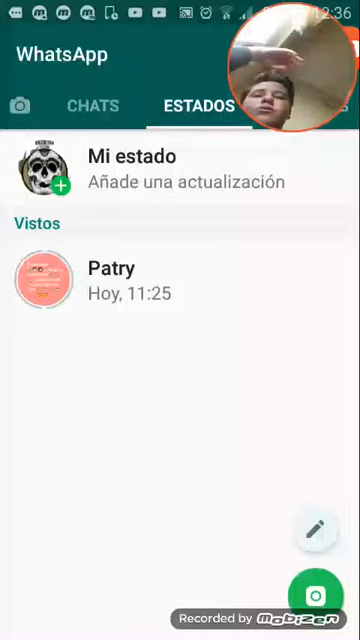 12:36
WhatsApp
CHATS
ESTADOS
S
Mi estado
Añade una actualización
Vistos
Patry
Hoy, 11:25
Recorded by mobizen